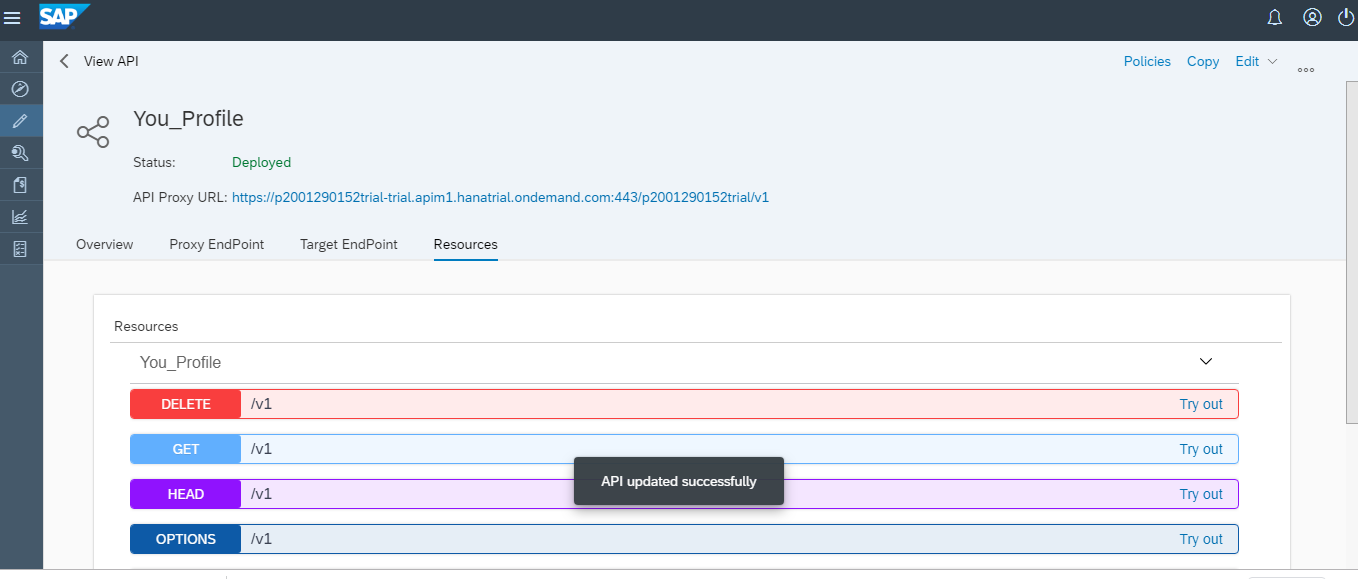 SAP
View API
Policies Copy Edit
You_Profile
Status: Deployed
API Proxy URL: https://p2001290152trial-trial.apim1.hanatrial.ondemand.com:443/p2001290152trial/v1
Overview Proxy EndPoint Target EndPoint Resources
Resources
You_Profile
DELETE /v1 Try out
GET /v1 Try out
API updated successfully
HEAD /v1 Try out
OPTIONS /v1 Try out